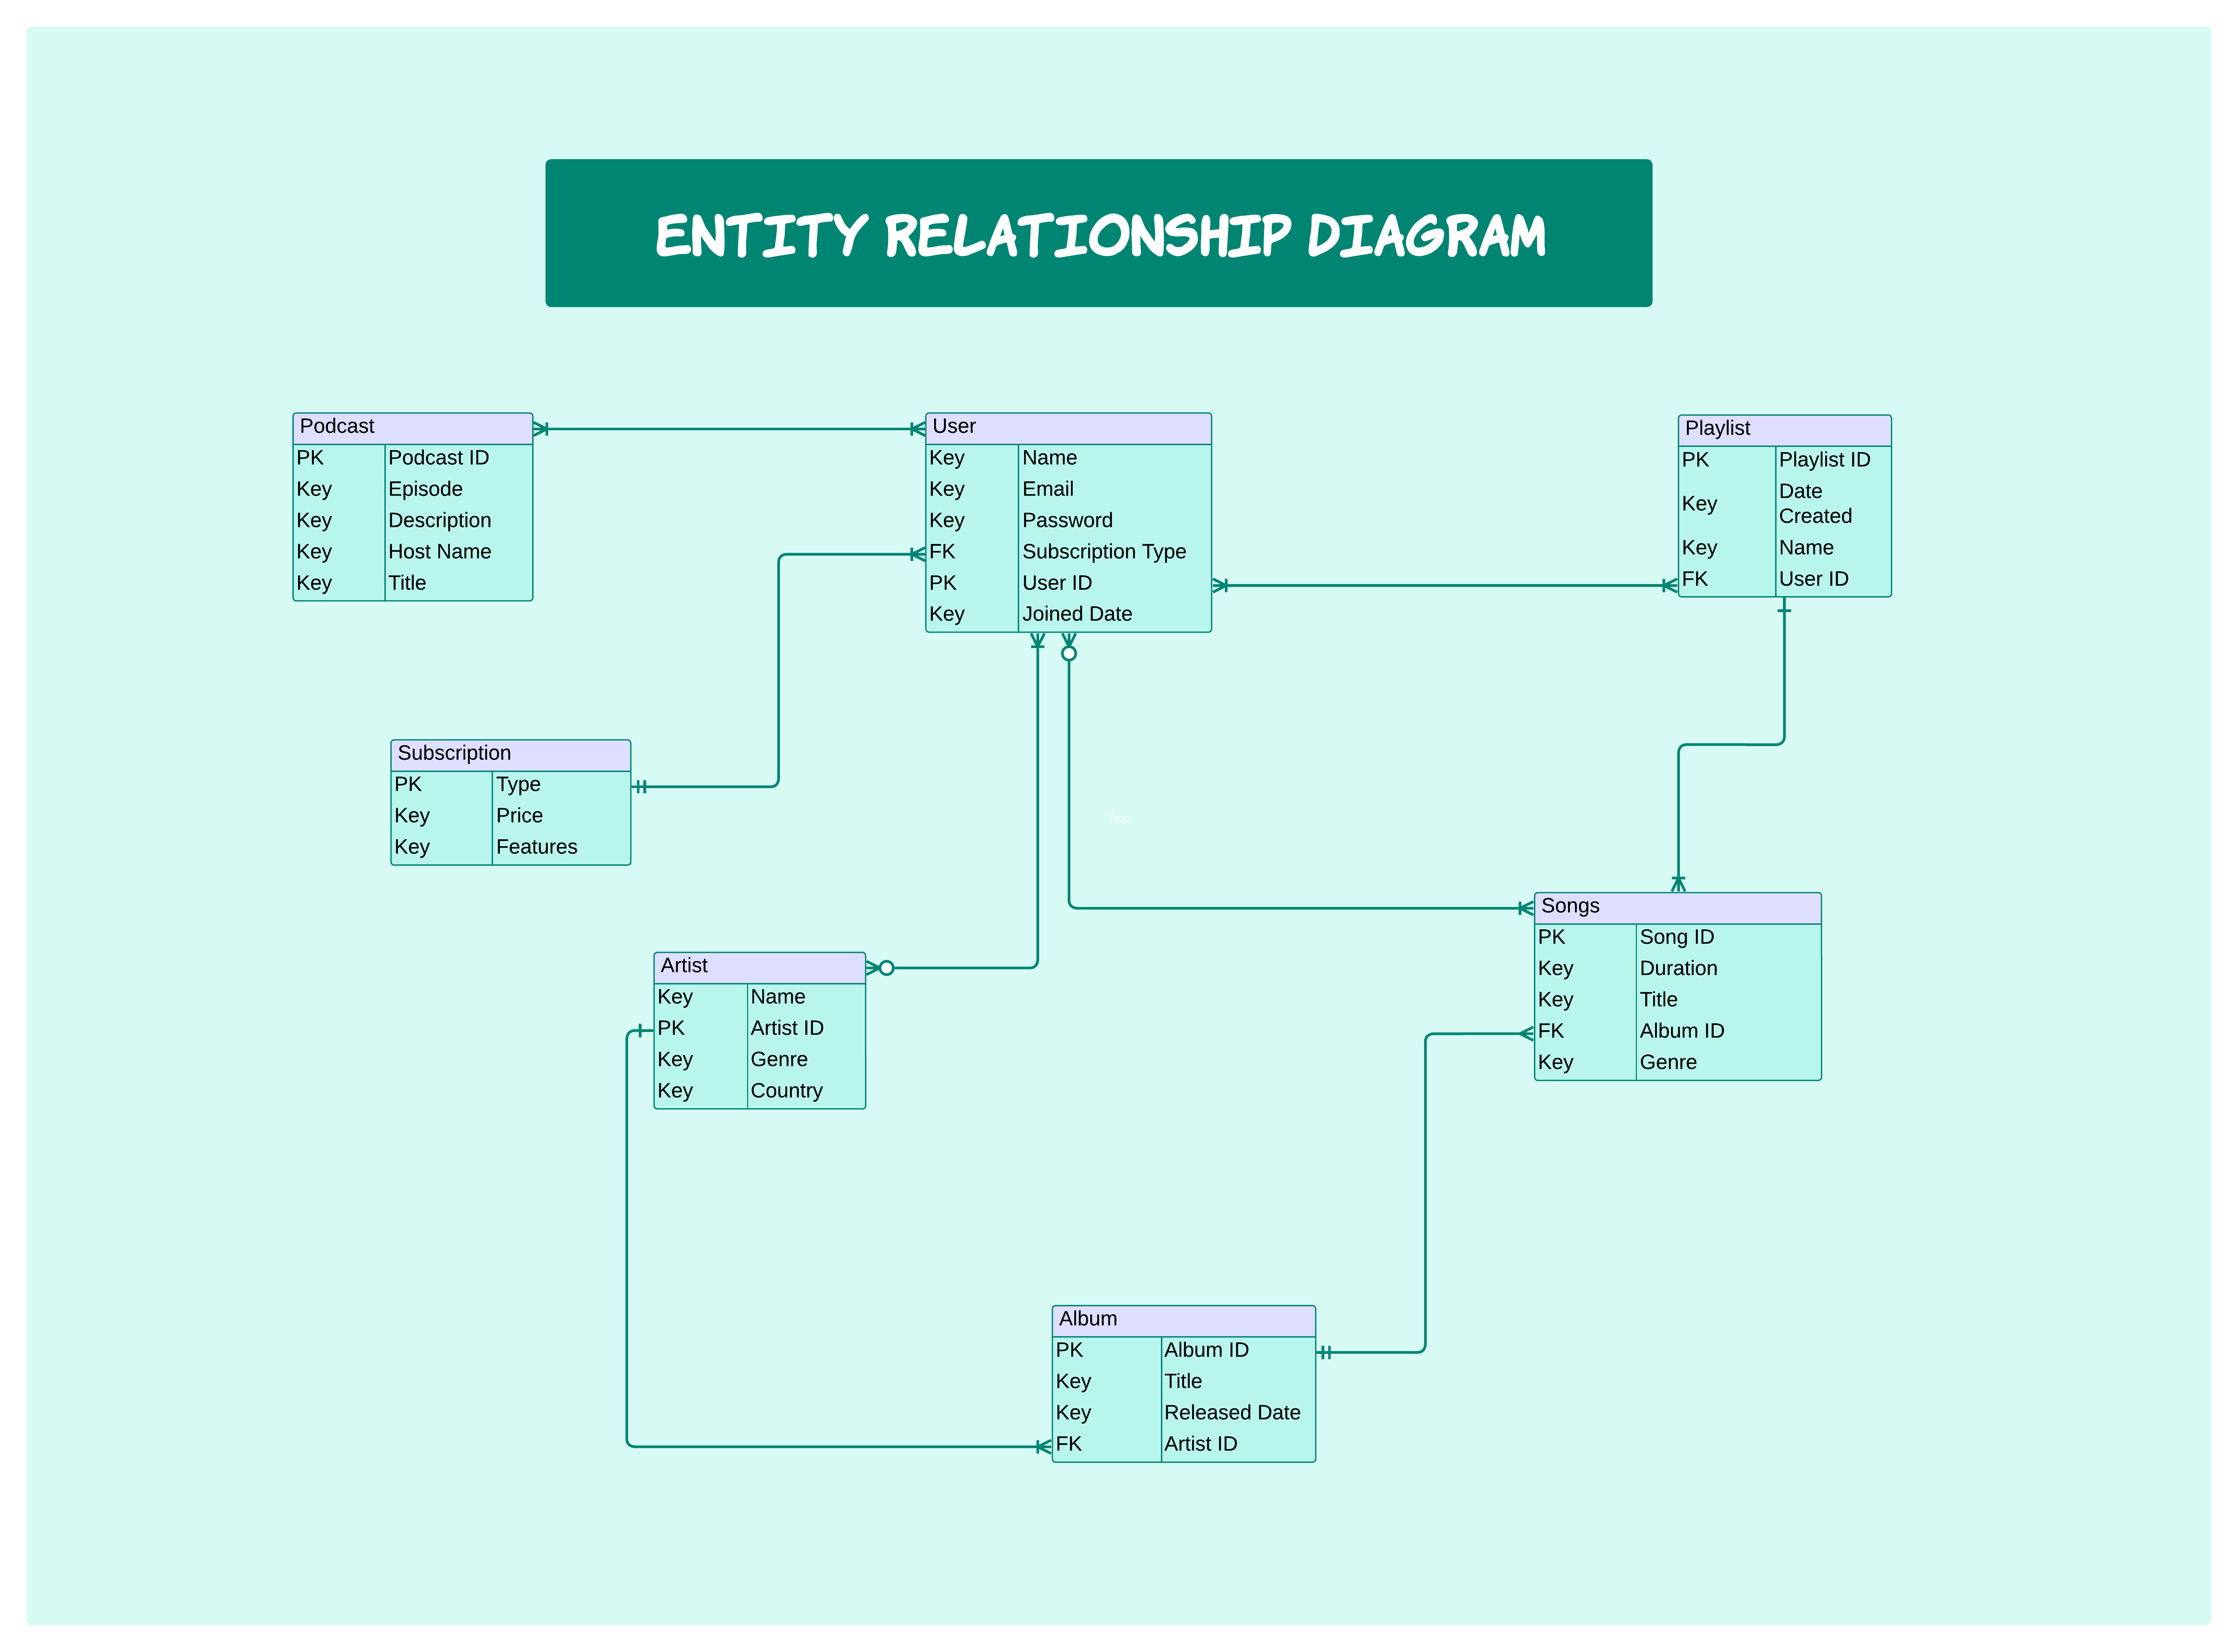 ENTITY RELATIONSHIP DIAGRAM
Podcast
PK Podcast ID
Key Episode
Key Description
Key Host Name
Key Title
User
Key Name
Key Email
Key Password
FK Subscription Type
PK User ID
Key Joined Date
Playlist
PK Playlist ID
Key Date
Created
Key Name
FK User ID
Subscription
PK Type
Key Price
Key Features
Text
Songs
PK Song ID
Key Duration
Key Title
FK Album ID
Key Genre
Artist
Key Name
PK Artist ID
Key Genre
Key Country
Album
PK Album ID
Key Title
Key Released Date
FK Artist ID